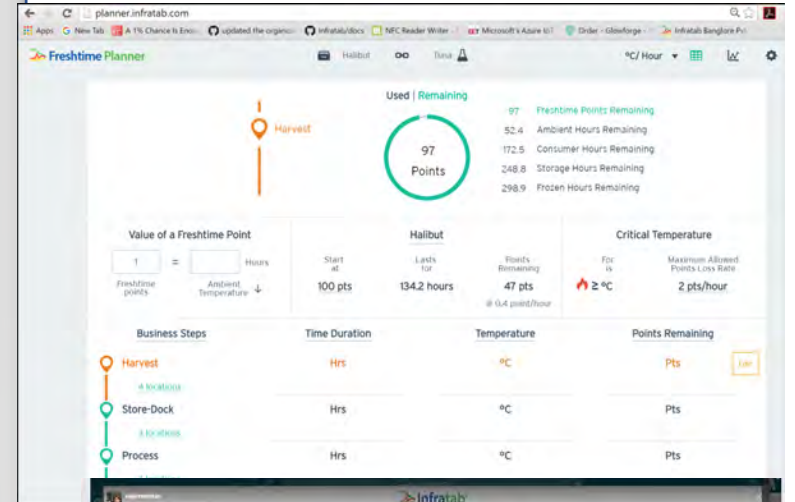 planner.infratab.com
Apps G New Tab A 1% Chance Is Enou updated the organiz Infratab/docs NFC Reader Writer Microsoft's Azure IoT Order - Glowforge Infratab Banglore Pvt
Freshtime Planner Halibut Tuna °C/ Hour
Used | Remaining
Harvest
97 Points
97 Freshtime Points Remaining
52.4 Ambient Hours Remaining
172.5 Consumer Hours Remaining
248.8 Storage Hours Remaining
298.9 Frozen Hours Remaining
Value of a Freshtime Point Halibut Critical Temperature
1 = Hours
Freshtime points Ambient Temperature ↓
Start at Lasts for Points Remaining
100 pts 134.2 hours 47 pts
@ 0.4 point/hour
For is Maximum Allowed Points Loss Rate
≥ °C 2 pts/hour
Business Steps Time Duration Temperature Points Remaining
Harvest Hrs °C Pts
4 locations
Store-Dock Hrs °C Pts
3 locations
Process Hrs °C Pts
Infratab